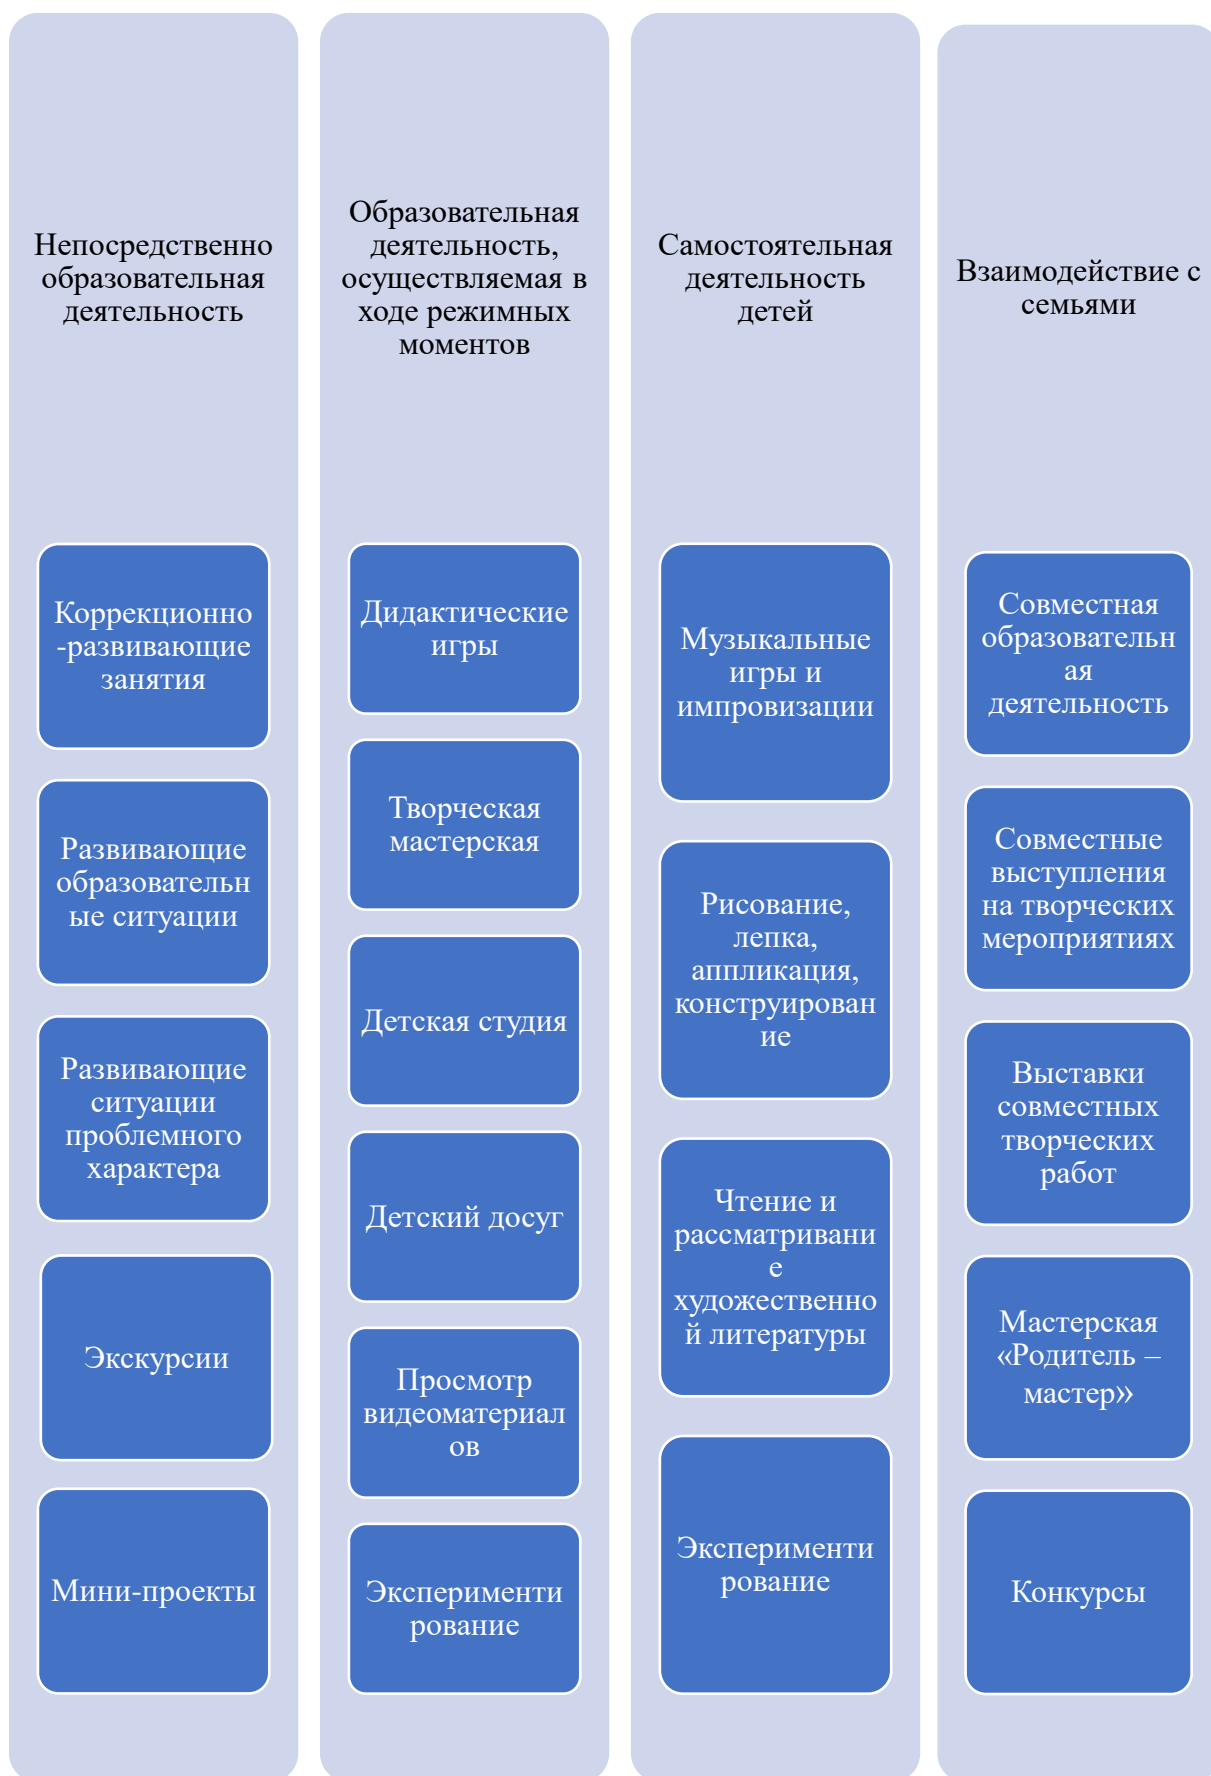 Непосредственно
образовательная
деятельность
Коррекционно
-развивающие
занятия
Развивающие
образовательн
ые ситуации
Развивающие
ситуации
проблемного
характера
Экскурсии
Мини-проекты
Образовательная
деятельность,
осуществляемая в
ходе режимных
моментов
Дидактические
игры
Творческая
мастерская
Детская студия
Детский досуг
Просмотр
видеоматериал
ов
Эксперименти
рование
Самостоятельная
деятельность
детей
Музыкальные
игры и
импровизации
Рисование,
лепка,
аппликация,
конструирован
ие
Чтение и
рассматривани
е
художественно
й литературы
Эксперименти
рование
Взаимодействие с
семьями
Совместная
образовательн
ая
деятельность
Совместные
выступления
на творческих
мероприятиях
Выставки
совместных
творческих
работ
Мастерская
«Родитель –
мастер»
Конкурсы